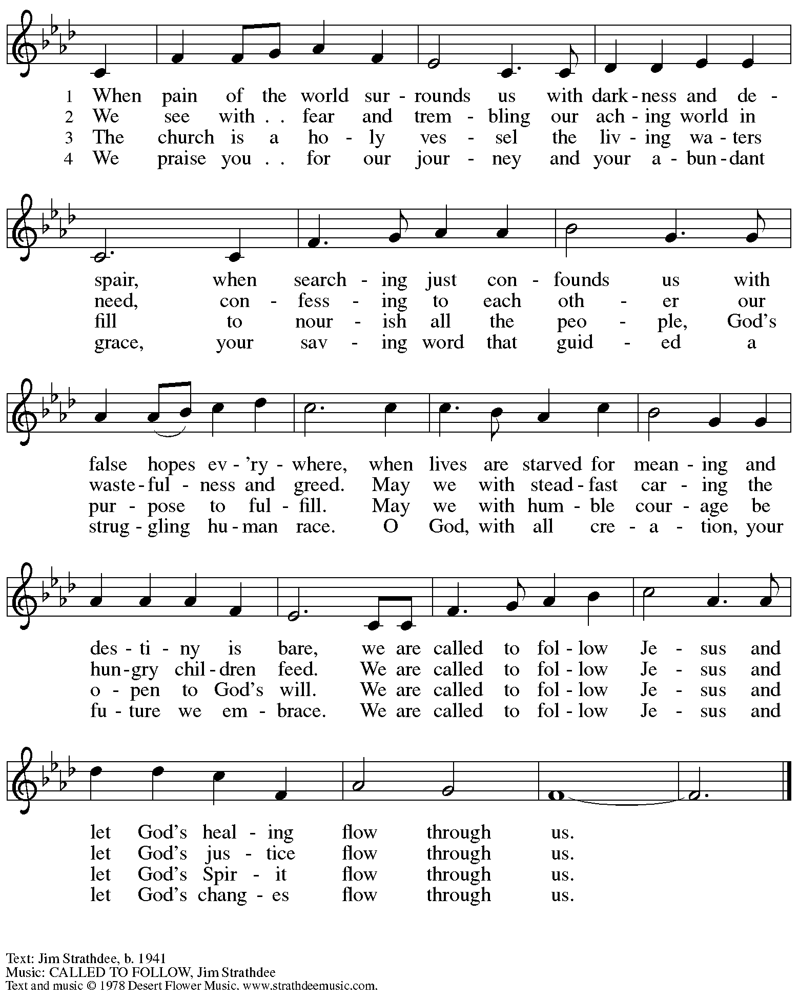 1 When pain of the world sur - rounds us with dark - ness and de -
2 We see with . . fear and trem - bling our ach - ing world in
3 The church is a ho - ly ves - sel the liv - ing wa - ters
4 We praise you . . for our jour - ney and your a - bun - dant
spair, when search - ing just con - founds us with
need, con - fess - ing to each oth - er our
fill to nour - ish all the peo - ple, God's
grace, your sav - ing word that guid - ed a
false hopes ev - 'ry - where, when lives are starved for mean - ing and
waste - ful - ness and greed. May we with stead - fast car - ing the
pur - pose to ful - fill. May we with hum - ble cour - age be
strug - gling hu - man race. O God, with all cre - a - tion, your
des - ti - ny is bare, we are called to fol - low Je - sus and
hun - gry chil - dren feed. We are called to fol - low Je - sus and
o - pen to God's will. We are called to fol - low Je - sus and
fu - ture we em - brace. We are called to fol - low Je - sus and
let God's heal - ing flow through us.
let God's jus - tice flow through us.
let God's Spir - it flow through us.
let God's chang - es flow through us.
Text: Jim Strathdee, b. 1941
Music: CALLED TO FOLLOW, Jim Strathdee
Text and music © 1978 Desert Flower Music. www.strathdeemusic.com.